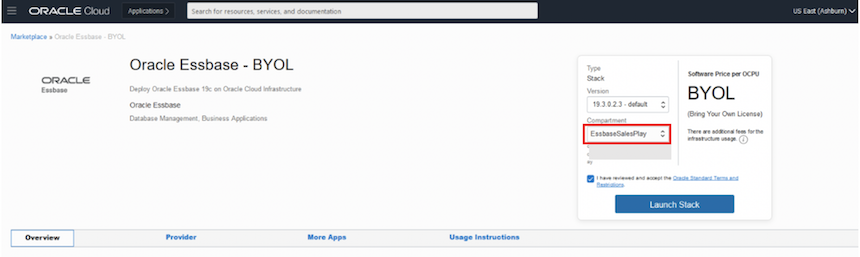 ORACLE Cloud
Applications >
Search for resources, services, and documentation
US East (Ashburn)
Marketplace » Oracle Essbase - BYOL
ORACLE
Essbase
Oracle Essbase - BYOL
Deploy Oracle Essbase 19c on Oracle Cloud Infrastructure
Oracle Essbase
Database Management, Business Applications
Type
Stack
Version
19.3.0.2.3 - default
Compartment
EssbaseSalesPlay
I have reviewed and accept the Oracle Standard Terms and
Restrictions.
Software Price per OCPU
BYOL
(Bring Your Own License)
There are additional fees for the
infrastructure usage.
Launch Stack
Overview
Provider
More Apps
Usage Instructions